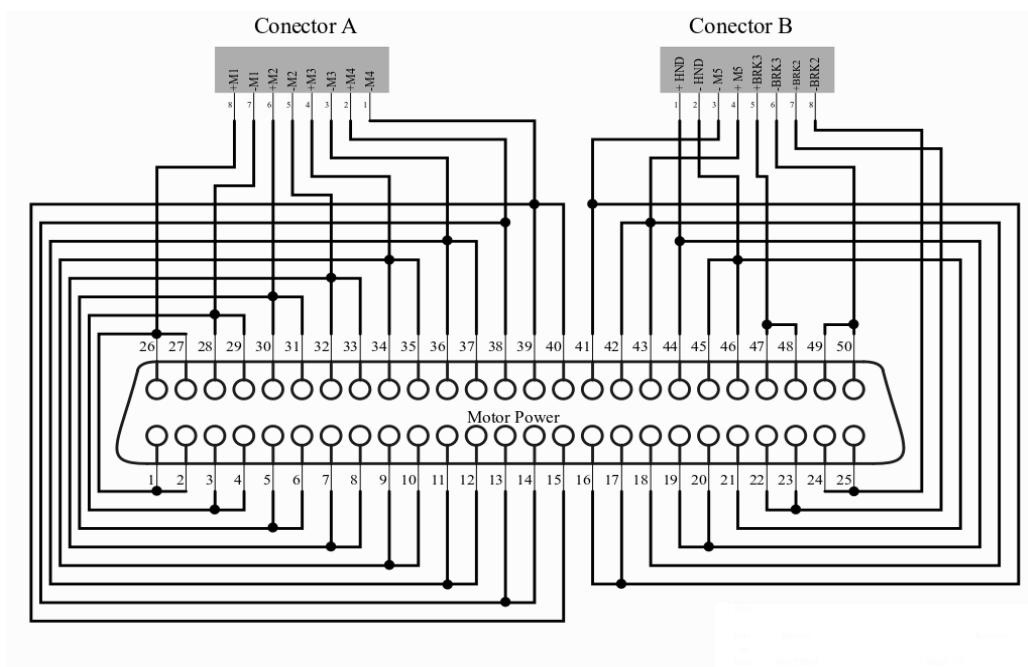 Conector A
Conector B
+M1 -M1 +M2 -M2 +M3 -M3 +M4 -M4
+ HND - HND - M5 + M5 +BRK3 -BRK3 +BRK2 -BRK2
8 7 6 5 4 3 2 1
1 2 3 4 5 6 7 8
26 27 28 29 30 31 32 33 34 35 36 37 38 39 40 41 42 43 44 45 46 47 48 49 50
Motor Power
1 2 3 4 5 6 7 8 9 10 11 12 13 14 15 16 17 18 19 20 21 22 23 24 25